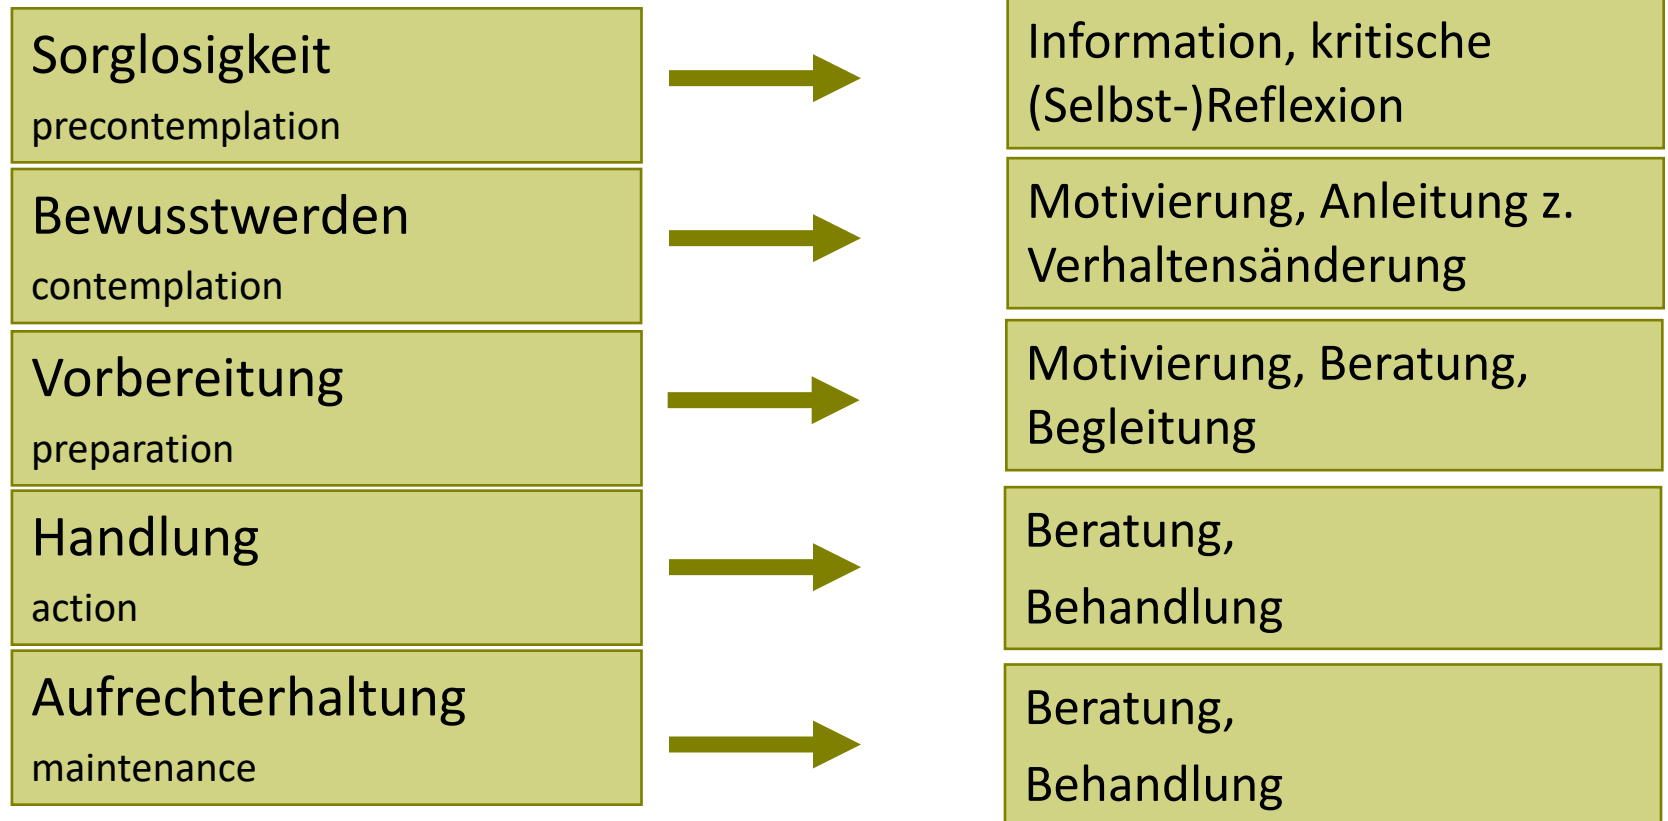 Sorglosigkeit
precontemplation
Information, kritische
(Selbst-)Reflexion
Bewusstwerden
contemplation
Motivierung, Anleitung z.
Verhaltensänderung
Vorbereitung
preparation
Motivierung, Beratung,
Begleitung
Handlung
action
Beratung,
Behandlung
Aufrechterhaltung
maintenance
Beratung,
Behandlung